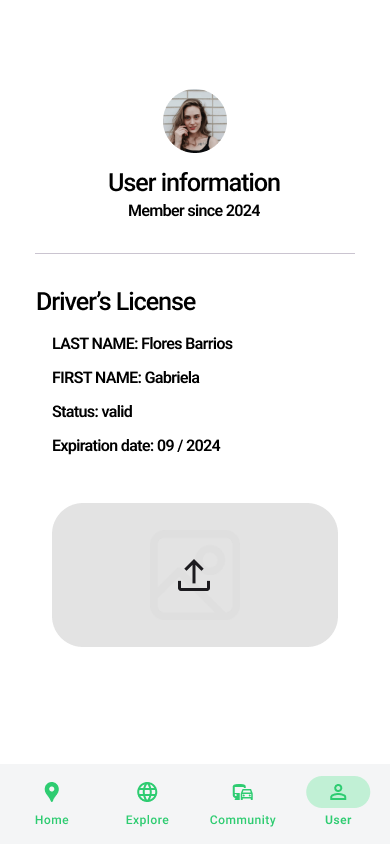 User information
Member since 2024
Driver's License
LAST NAME: Flores Barrios
FIRST NAME: Gabriela
Status: valid
Expiration date: 09 / 2024
Home
Explore
Community
User